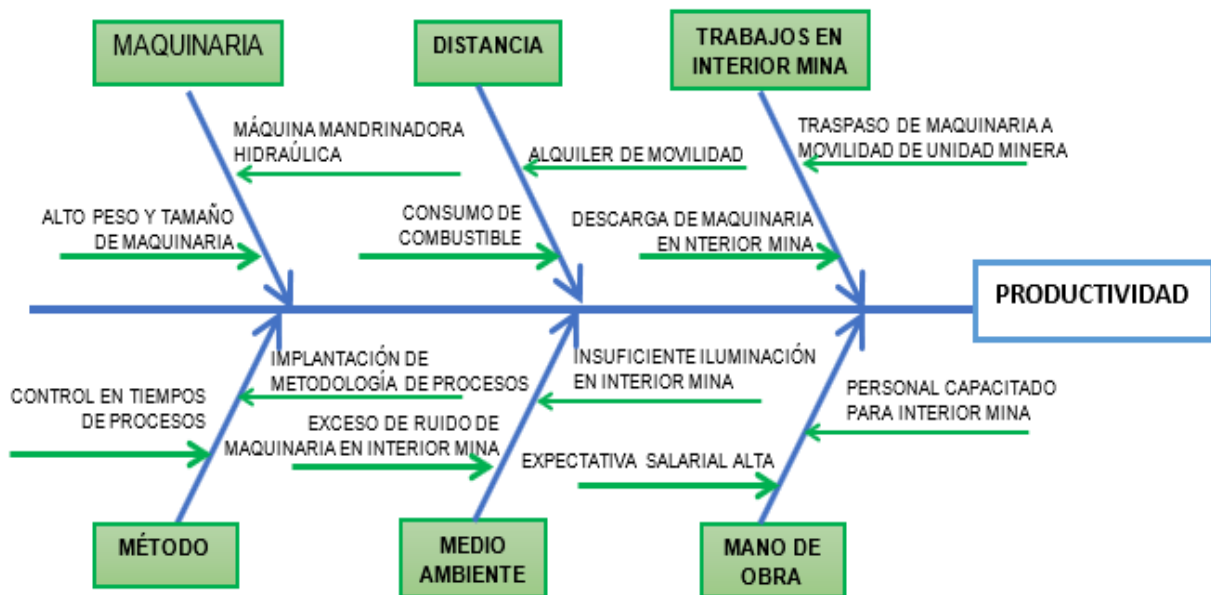 MAQUINARIA
DISTANCIA
TRABAJOS EN
INTERIOR MINA
MÁQUINA MANDRINADORA
HIDRAÚLICA
ALTO PESO Y TAMAÑO
DE MAQUINARIA
ALQUILER DE MOVILIDAD
CONSUMO DE
COMBUSTIBLE
TRASPASO DE MAQUINARIA A
MOVILIDAD DE UNIDAD MINERA
DESCARGA DE MAQUINARIA
EN NTERIOR MINA
PRODUCTIVIDAD
IMPLANTACIÓN DE
METODOLOGÍA DE PROCESOS
CONTROL EN TIEMPOS
DE PROCESOS
INSUFICIENTE ILUMINACIÓN
EN INTERIOR MINA
EXCESO DE RUIDO DE
MAQUINARIA EN INTERIOR MINA
PERSONAL CAPACITADO
PARA INTERIOR MINA
EXPECTATIVA SALARIAL ALTA
MÉTODO
MEDIO
AMBIENTE
MANO DE
OBRA